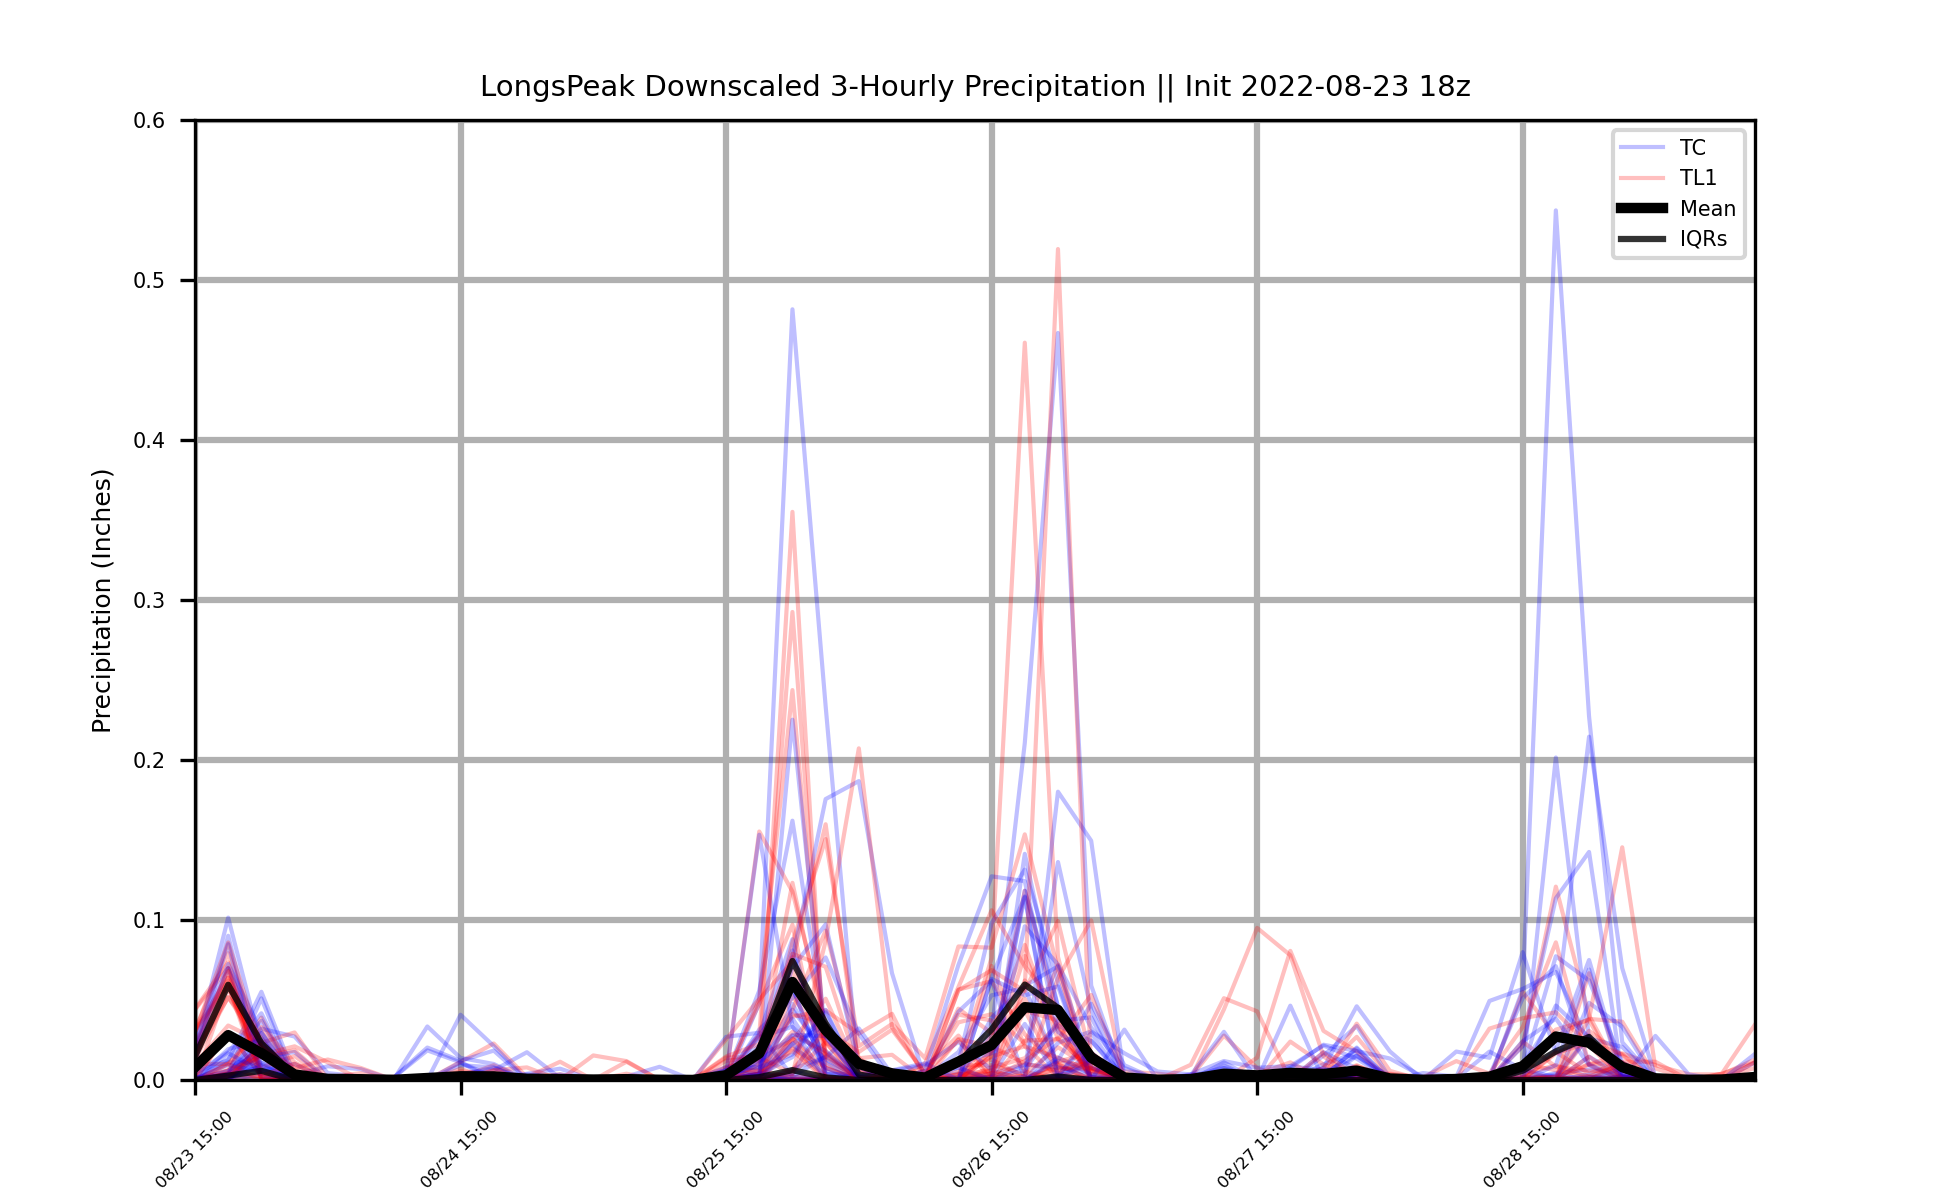 LongsPeak Downscaled 3-Hourly Precipitation || Init 2022-08-23 18z
Precipitation (Inches)
0.6
0.5
0.4
0.3
0.2
0.1
0.0
TC
TL1
Mean
IQRs
08/23 15:00
08/24 15:00
08/25 15:00
08/26 15:00
08/27 15:00
08/28 15:00